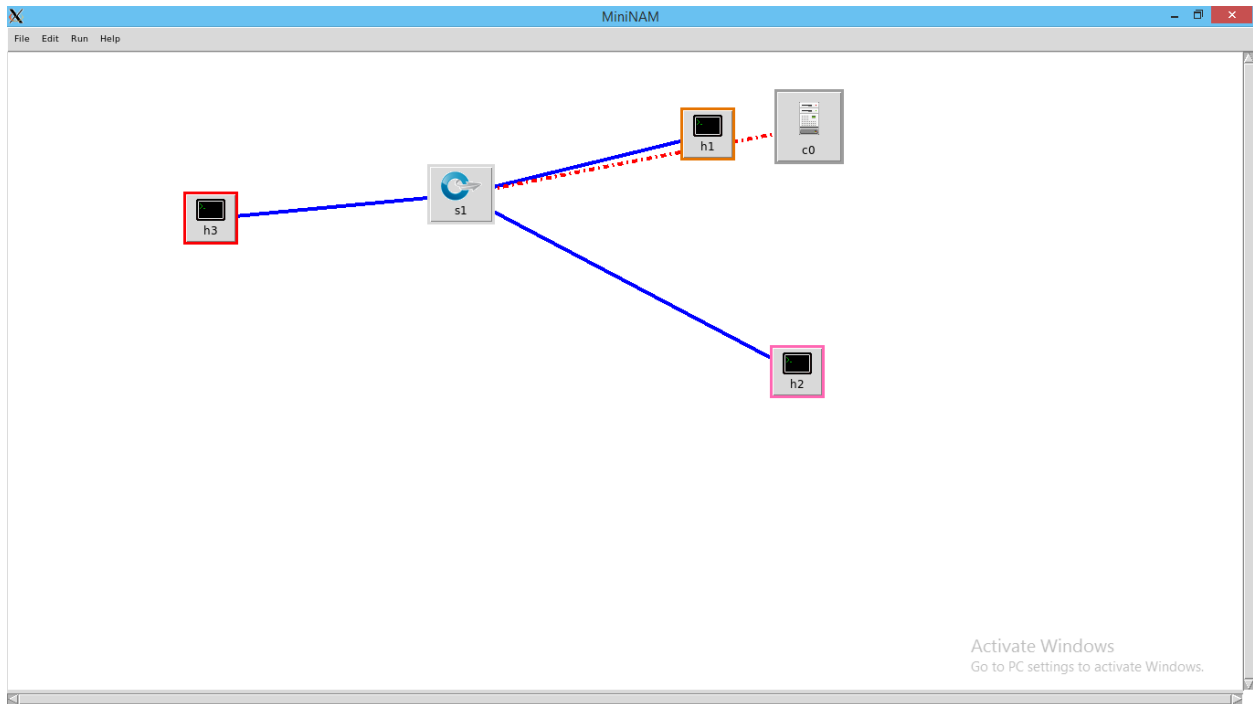 MiniNAM
File Edit Run Help
h1
c0
s1
h3
h2
Activate Windows
Go to PC settings to activate Windows.